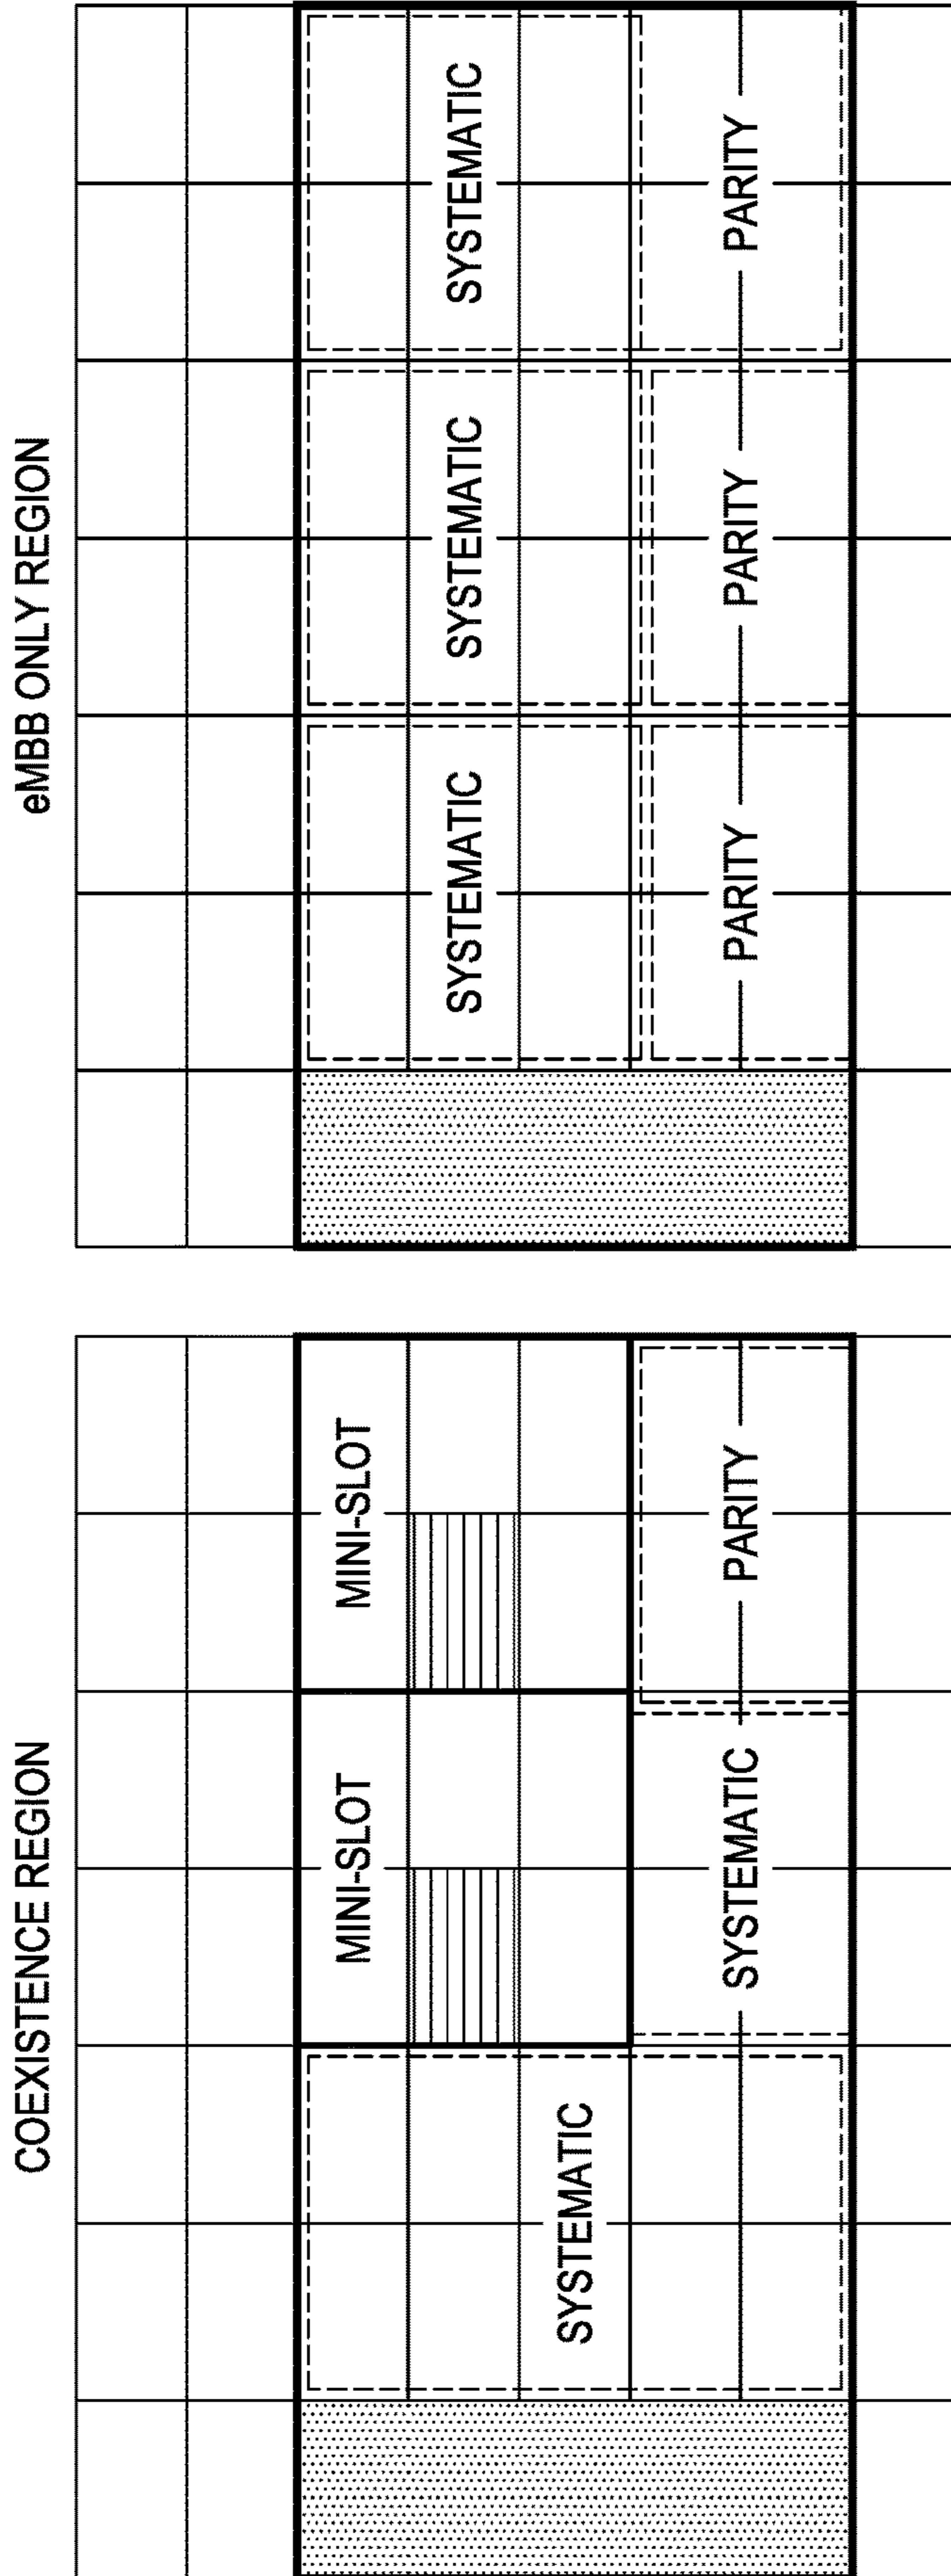 COEXISTENCE REGION
MINI-SLOT
MINI-SLOT
SYSTEMATIC
SYSTEMATIC
PARITY
eMBB ONLY REGION
SYSTEMATIC
SYSTEMATIC
SYSTEMATIC
PARITY
PARITY
PARITY